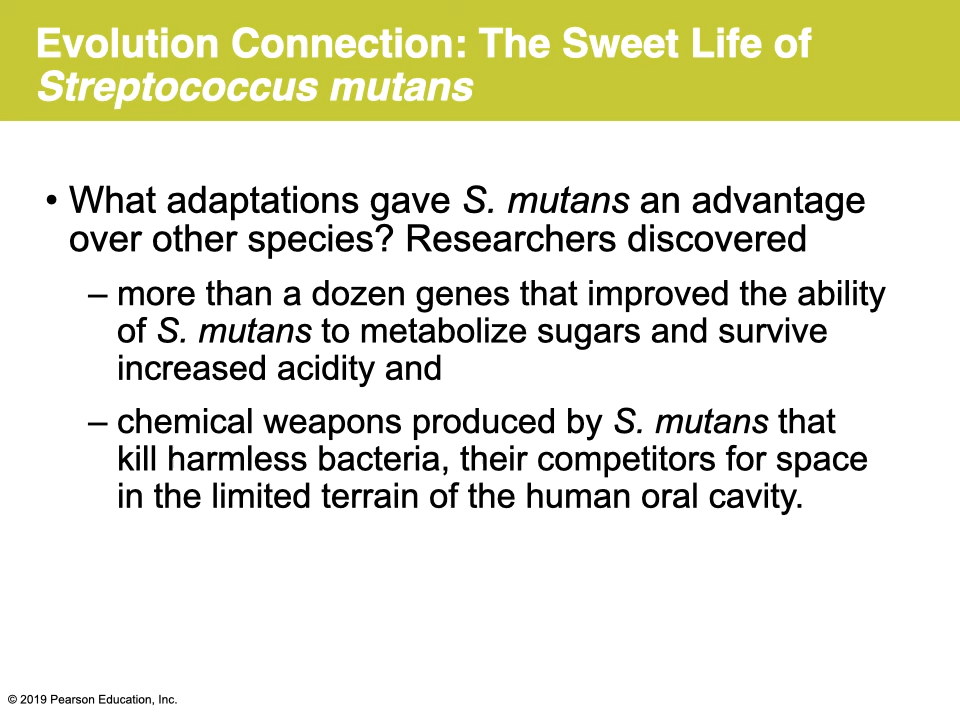 Evolution Connection: The Sweet Life of
Streptococcus mutans
• What adaptations gave S. mutans an advantage
over other species? Researchers discovered
– more than a dozen genes that improved the ability
of S. mutans to metabolize sugars and survive
increased acidity and
– chemical weapons produced by S. mutans that
kill harmless bacteria, their competitors for space
in the limited terrain of the human oral cavity.
© 2019 Pearson Education, Inc.